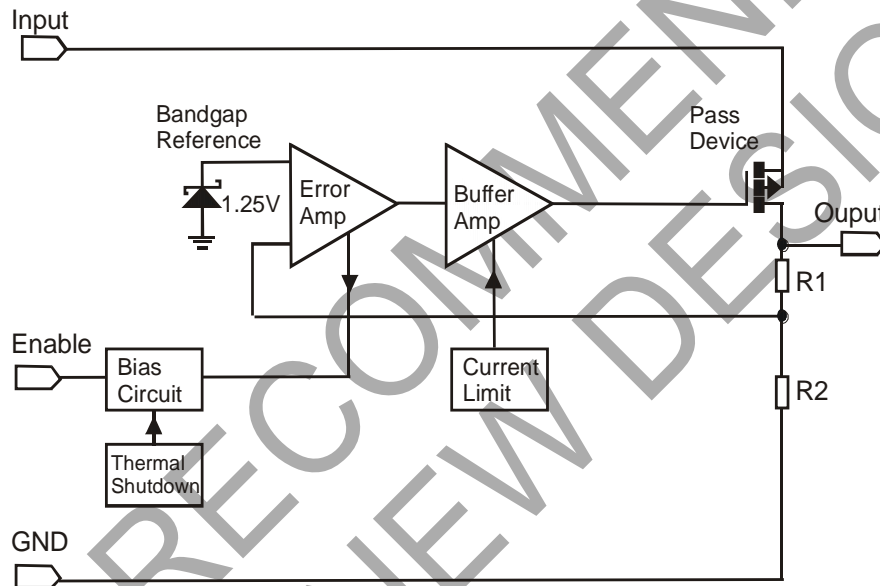 Input
Bandgap
Reference
1.25V
Error
Amp
Buffer
Amp
Pass
Device
Ouput
R1
R2
Enable
Bias
Circuit
Current
Limit
Thermal
Shutdown
GND
RECOMMEN
EW DESIG